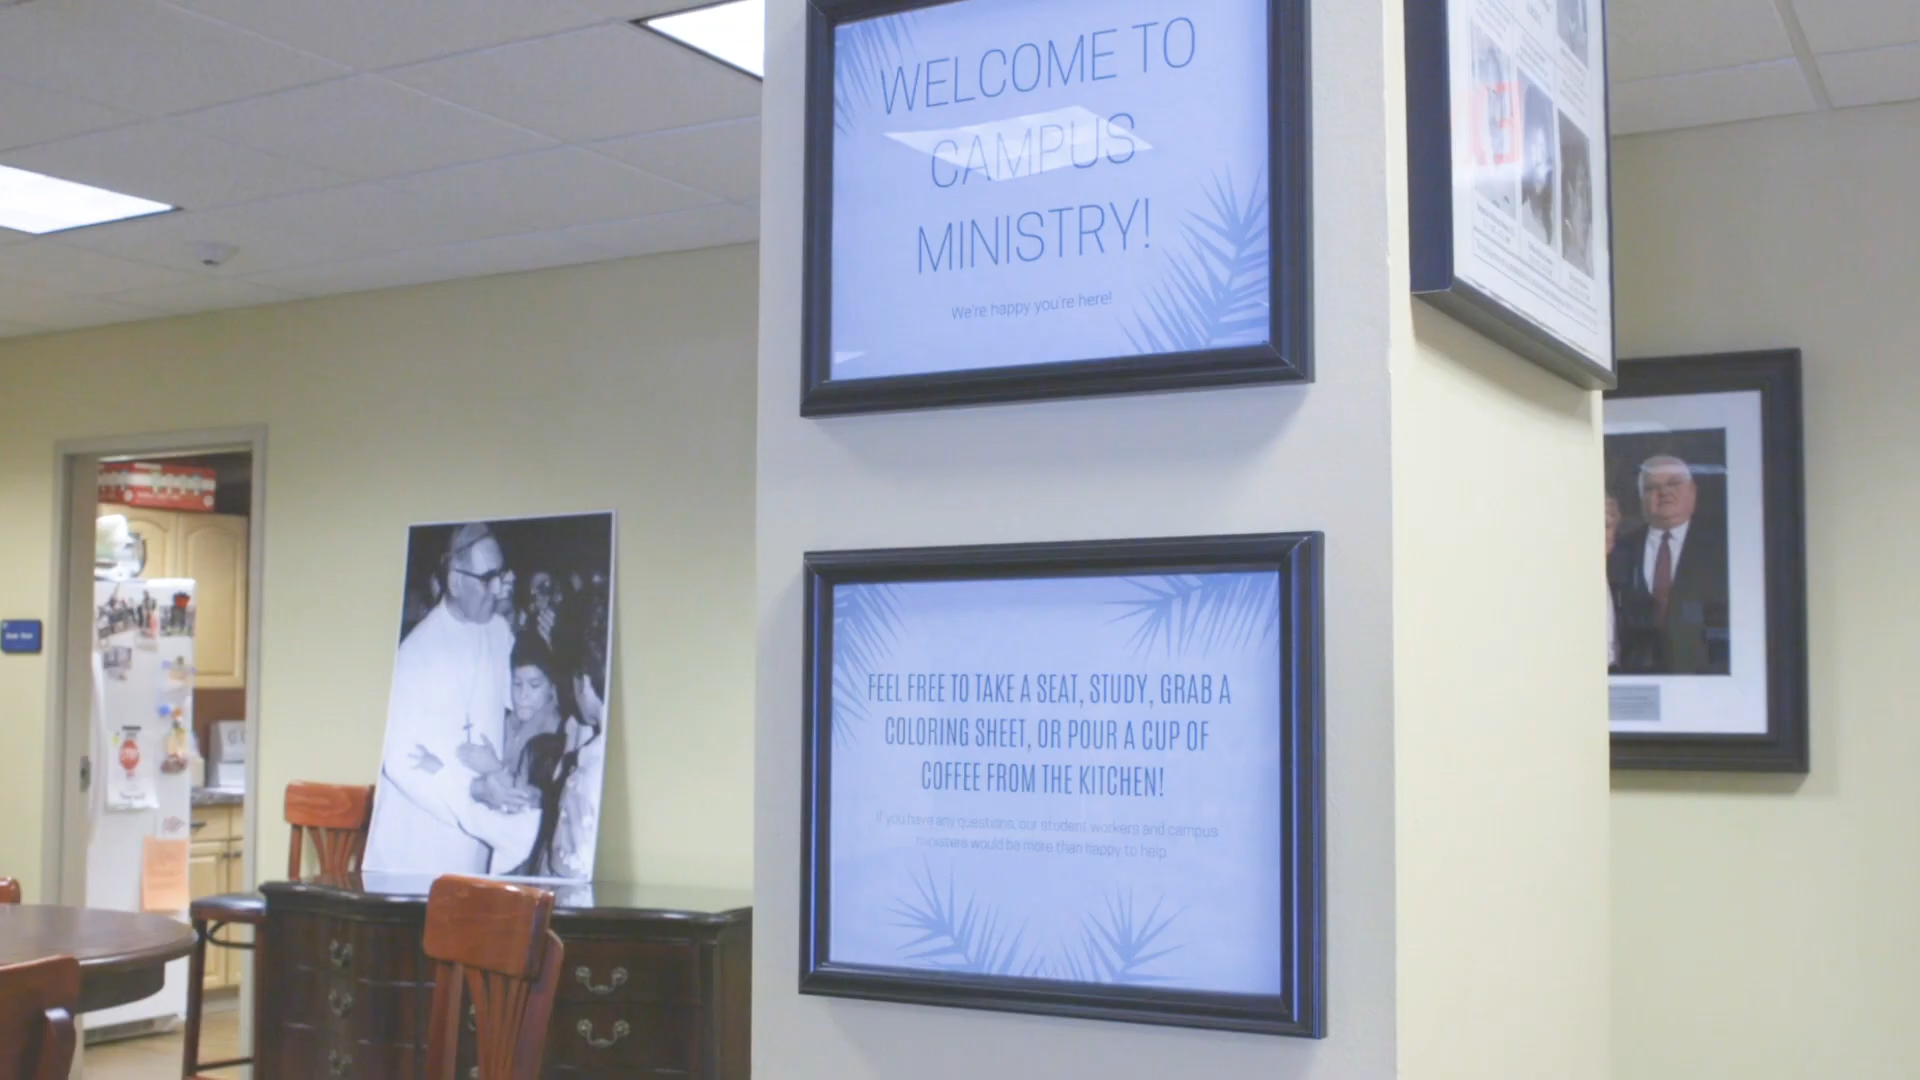 WELCOME TO
CAMPUS
MINISTRY!
We're happy you're here!
FEEL FREE TO TAKE A SEAT, STUDY, GRAB A
COLORING SHEET, OR POUR A CUP OF
COFFEE FROM THE KITCHEN!
If you have any questions, our student workers and campus
ministers would be more than happy to help.
STOP